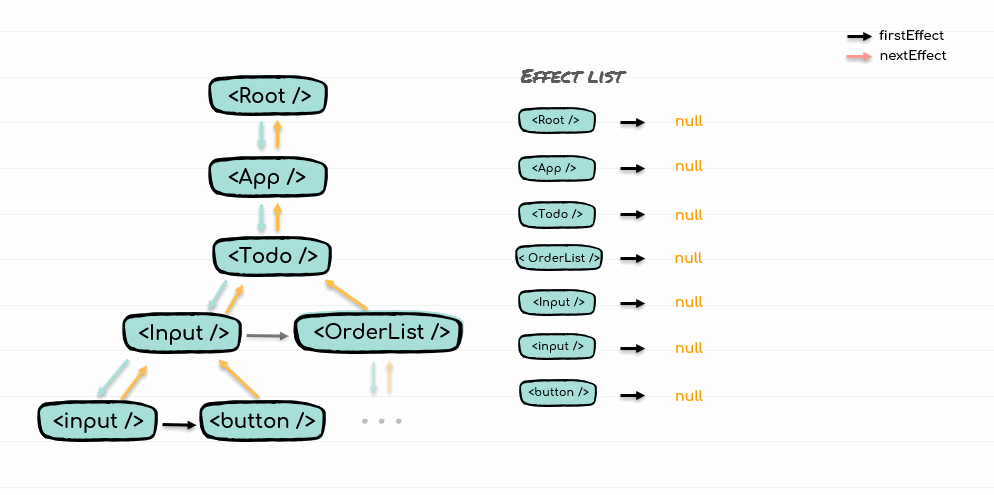 firstEffect
nextEffect
Effect list
<Root />
<App />
<Todo />
<Input />
<OrderList />
<input />
<button />
...
<Root /> null
<App /> null
<Todo /> null
< OrderList /> null
<Input /> null
<input /> null
<button /> null